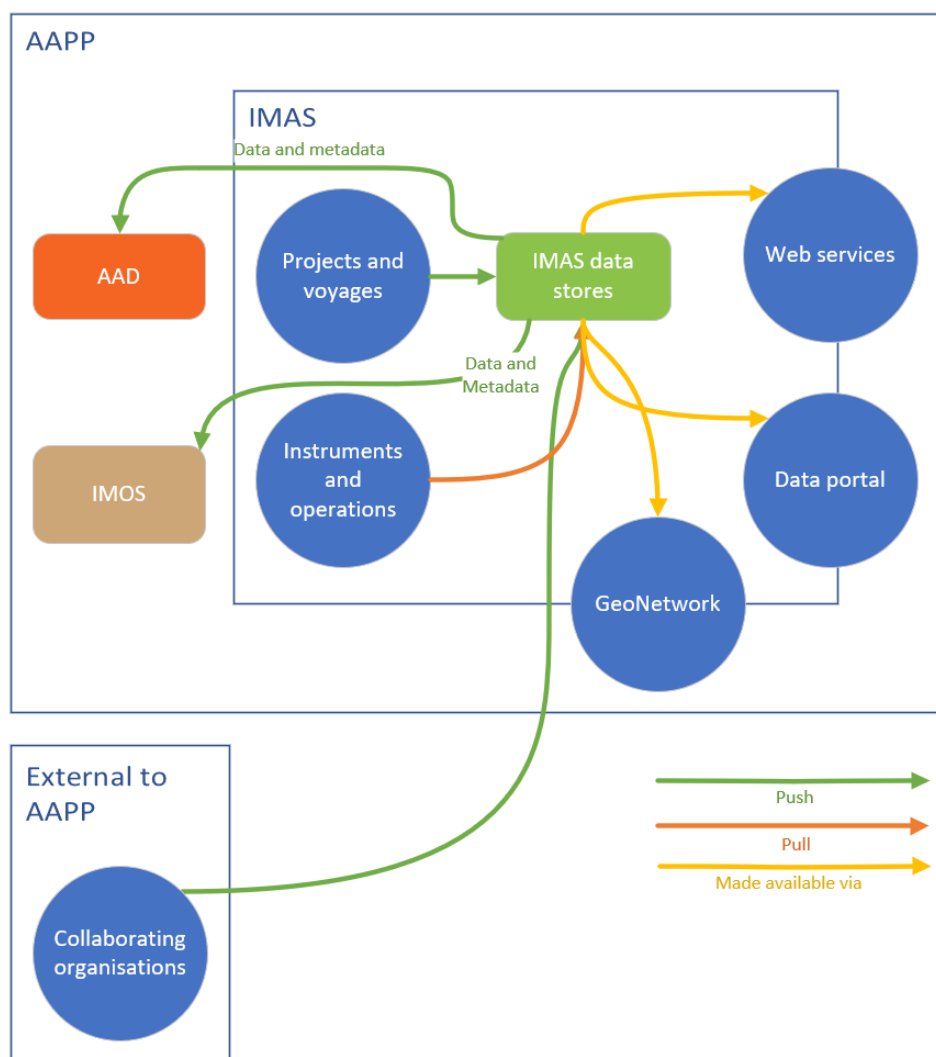 AAPP
IMAS
Data and metadata
Projects and
voyages
IMAS data
stores
Web services
AAD
Data and
Metadata
Instruments
and
operations
IMOS
Data portal
GeoNetwork
External to
AAPP
Collaborating
organisations
Push
Pull
Made available via